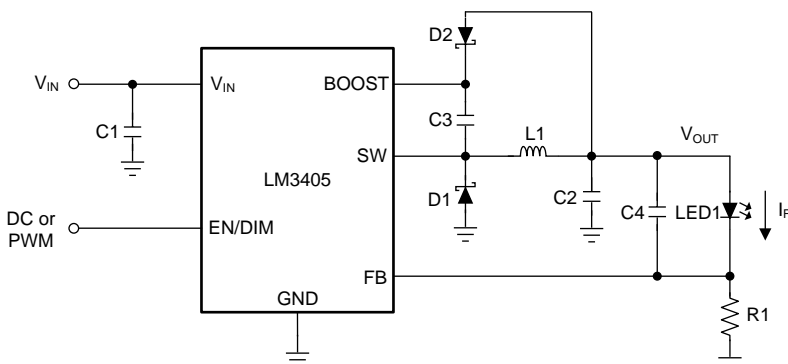 D2
VIN
VIN
BOOST
C1
C3
L1
VOUT
SW
LM3405
D1
C2
C4
LED1
IF
DC or
PWM
EN/DIM
FB
GND
R1